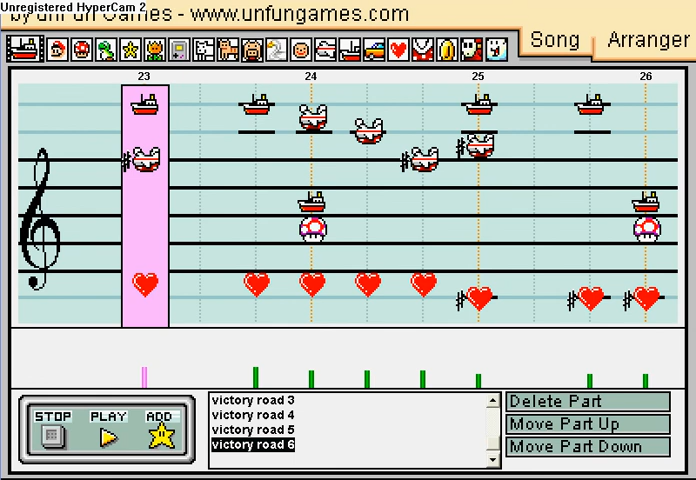 Unregistered HyperCam 2
by Unfun Games - www.unfungames.com
Song
Arranger
23
24
25
26
STOP
PLAY
ADD
victory road 3
victory road 4
victory road 5
victory road 6
Delete Part
Move Part Up
Move Part Down